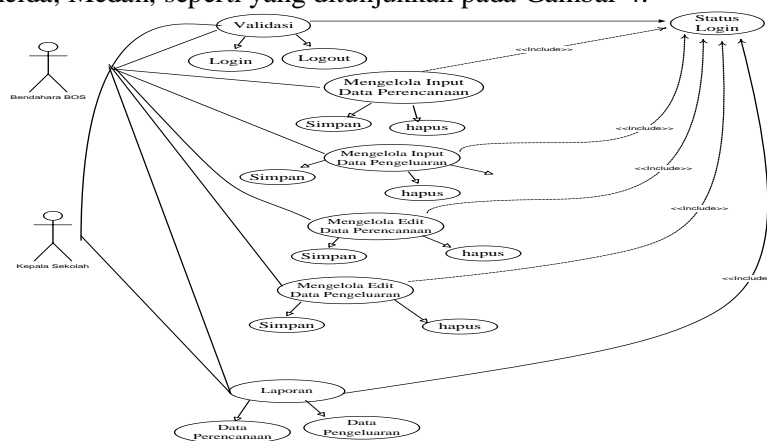 Medan, seperti yang ditunjukkan pada Gambar 4.
Validasi
Status
Login
Login
Logout
<<Include>>
Bendahara BOS
Mengelola Input
Data Perencanaan
Simpan
hapus
<<Include>>
Mengelola Input
Data Pengeluaran
Simpan
hapus
<<Include>>
<<Include>>
Kepala Sekolah
Mengelola Edit
Data Perencanaan
Simpan
hapus
<<Include>>
Mengelola Edit
Data Pengeluaran
Simpan
hapus
Laporan
Data
Perencanaan
Data
Pengeluaran